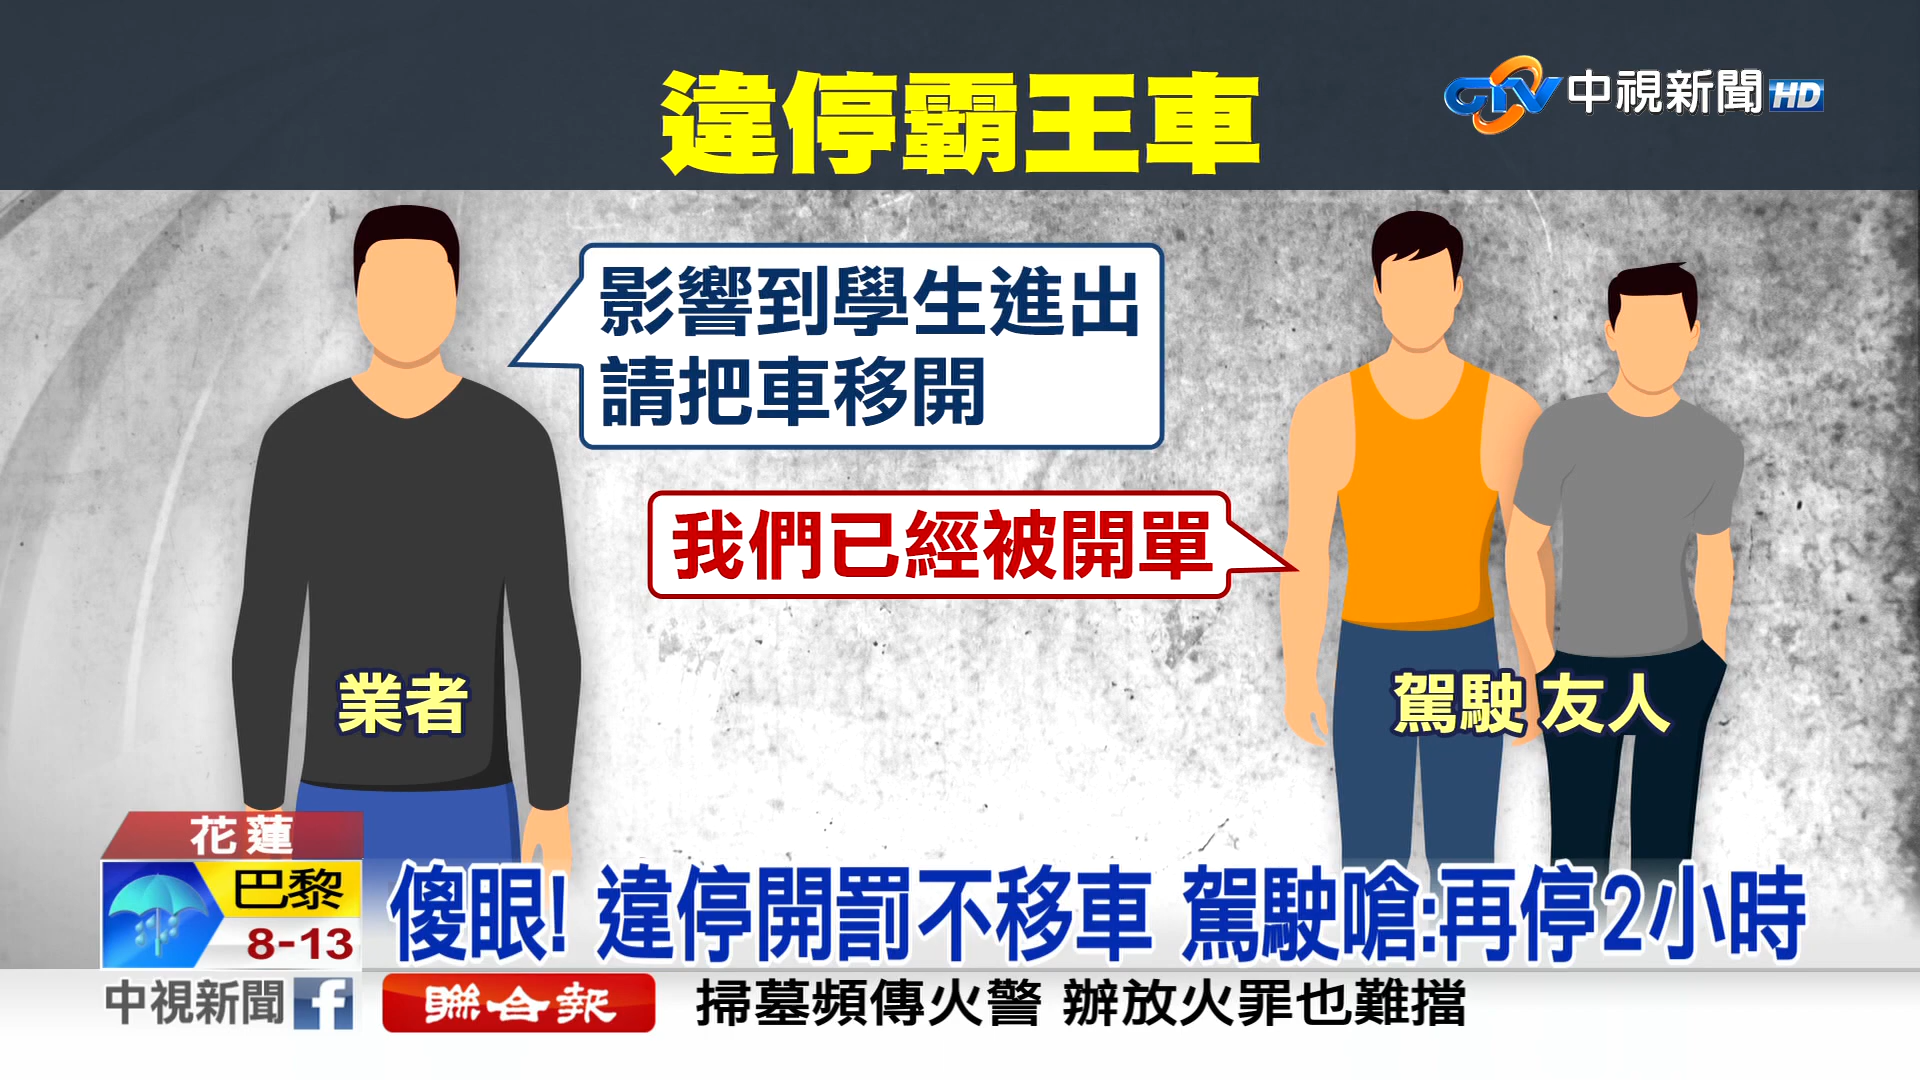 違停霸王車
CTV中視新聞HD
影響到學生進出
請把車移開
我們已經被開單
業者
駕駛 友人
花蓮
巴黎
8-13
傻眼! 違停開罰不移車 駕駛嗆:再停2小時
中視新聞 f
聯合報
掃墓頻傳火警 辦放火罪也難擋